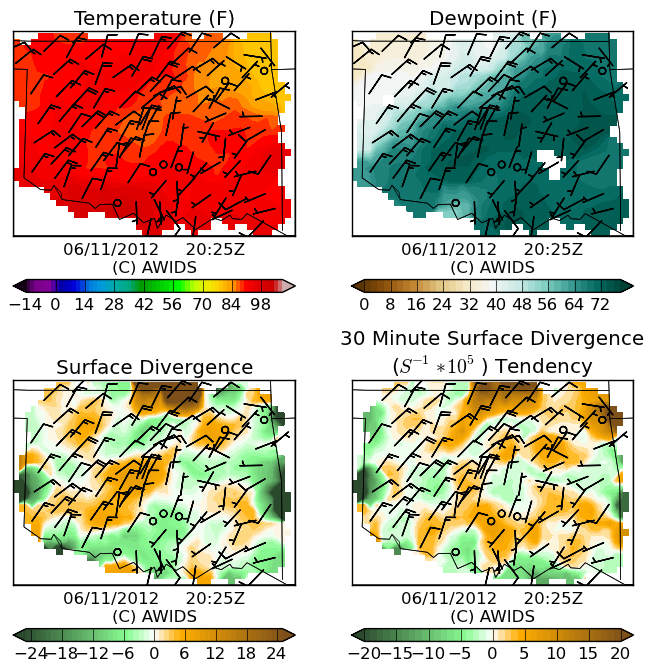 Temperature (F)
06/11/2012 20:25Z
(C) AWIDS
−14 0 14 28 42 56 70 84 98
Dewpoint (F)
06/11/2012 20:25Z
(C) AWIDS
0 8 16 24 32 40 48 56 64 72
Surface Divergence
06/11/2012 20:25Z
(C) AWIDS
−24 −18 −12 −6 0 6 12 18 24
30 Minute Surface Divergence
(S⁻¹ *10⁵ ) Tendency
06/11/2012 20:25Z
(C) AWIDS
−20 −15 −10 −5 0 5 10 15 20